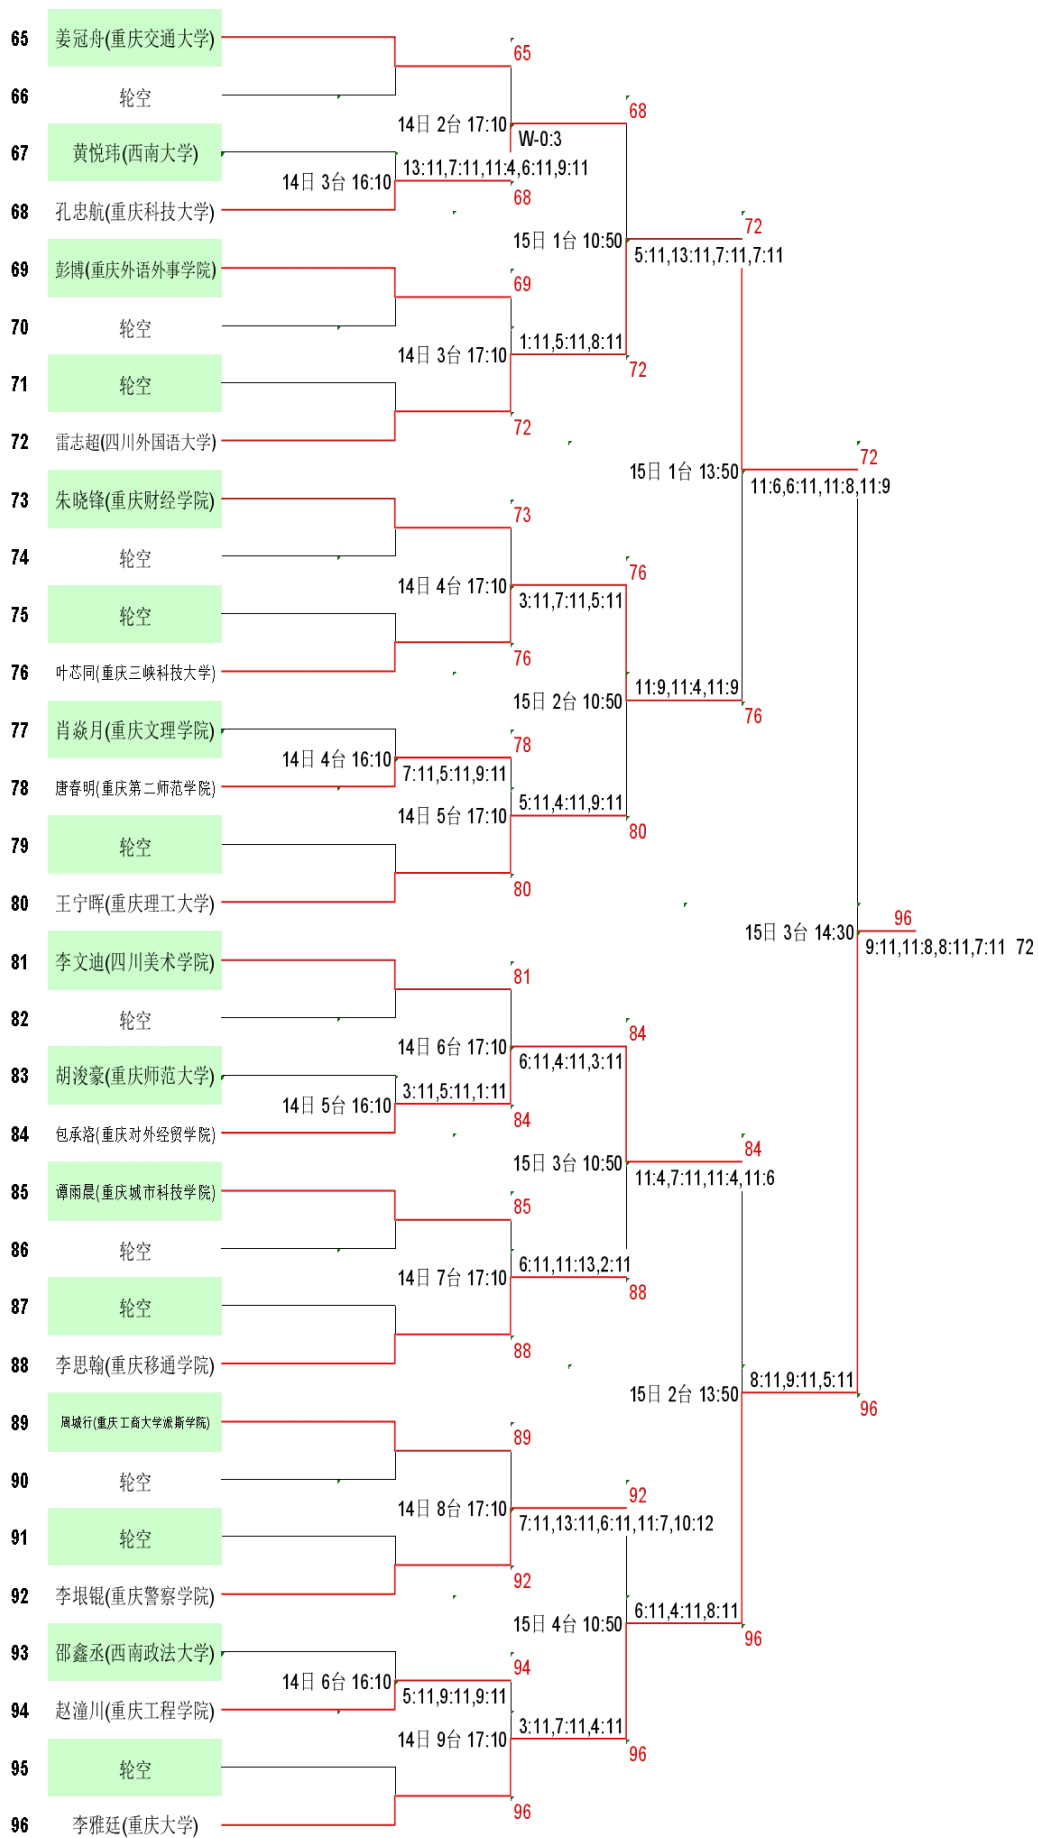 65 姜冠舟(重庆交通大学)
65
66 轮空
68
14日 2台 17:10
W-0:3
67 黄悦玮(西南大学)
14日 3台 16:10
13:11,7:11,11:4,6:11,9:11
68
68 孔忠航(重庆科技大学)
72
15日 1台 10:50
5:11,13:11,7:11,7:11
69 彭博(重庆外语外事学院)
69
70 轮空
14日 3台 17:10
1:11,5:11,8:11
72
71 轮空
72
72 雷志超(四川外国语大学)
72
15日 1台 13:50
11:6,6:11,11:8,11:9
73 朱晓锋(重庆财经学院)
73
74 轮空
76
14日 4台 17:10
3:11,7:11,5:11
75 轮空
76
76 叶芯同(重庆三峡科技大学)
15日 2台 10:50
11:9,11:4,11:9
76
77 肖焱月(重庆文理学院)
78
14日 4台 16:10
7:11,5:11,9:11
78 唐春明(重庆第二师范学院)
14日 5台 17:10
5:11,4:11,9:11
80
79 轮空
80
80 王宁晖(重庆理工大学)
96
15日 3台 14:30
9:11,11:8,8:11,7:11 72
81 李文迪(四川美术学院)
81
82 轮空
84
14日 6台 17:10
6:11,4:11,3:11
83 胡浚豪(重庆师范大学)
14日 5台 16:10
3:11,5:11,1:11
84
84 包承洛(重庆对外经贸学院)
84
15日 3台 10:50
11:4,7:11,11:4,11:6
85 谭雨晨(重庆城市科技学院)
85
86 轮空
14日 7台 17:10
6:11,11:13,2:11
88
87 轮空
88
88 李思翰(重庆移通学院)
15日 2台 13:50
8:11,9:11,5:11
96
89 周城行(重庆工商大学派斯学院)
89
90 轮空
92
14日 8台 17:10
7:11,13:11,6:11,11:7,10:12
91 轮空
92
92 李垠锟(重庆警察学院)
15日 4台 10:50
6:11,4:11,8:11
96
93 邵鑫丞(西南政法大学)
94
14日 6台 16:10
5:11,9:11,9:11
94 赵潼川(重庆工程学院)
14日 9台 17:10
3:11,7:11,4:11
96
95 轮空
96
96 李雅廷(重庆大学)